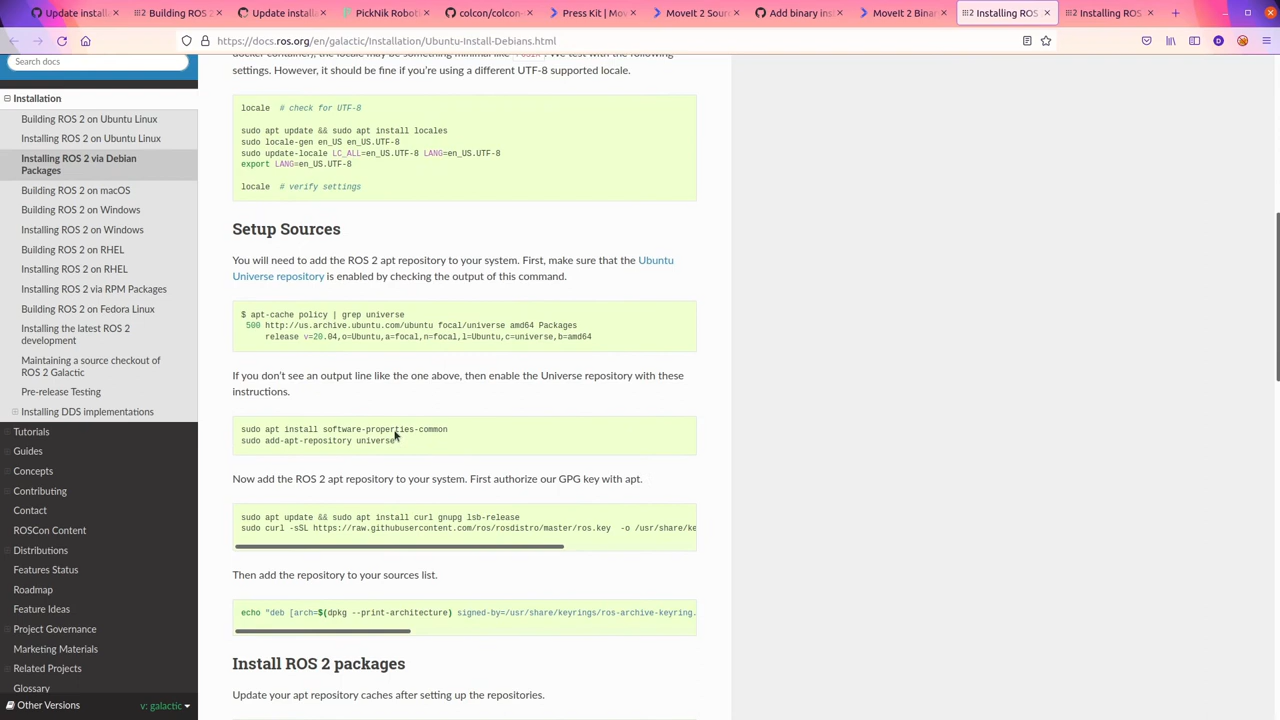 Update install
Building ROS 2
Update install
PickNik Roboti
colcon/colcon-
Press Kit | Mov
MoveIt 2 Sour
Add binary ins
MoveIt 2 Binar
Installing ROS
Installing ROS
https://docs.ros.org/en/galactic/Installation/Ubuntu-Install-Debians.html
Search docs
Installation
Building ROS 2 on Ubuntu Linux
Installing ROS 2 on Ubuntu Linux
Installing ROS 2 via Debian
Packages
Building ROS 2 on macOS
Building ROS 2 on Windows
Installing ROS 2 on Windows
Building ROS 2 on RHEL
Installing ROS 2 on RHEL
Installing ROS 2 via RPM Packages
Building ROS 2 on Fedora Linux
Installing the latest ROS 2
development
Maintaining a source checkout of
ROS 2 Galactic
Pre-release Testing
Installing DDS implementations
Tutorials
Guides
Concepts
Contributing
Contact
ROSCon Content
Distributions
Features Status
Roadmap
Feature Ideas
Project Governance
Marketing Materials
Related Projects
Glossary
Other Versions
v: galactic
settings. However, it should be fine if you're using a different UTF-8 supported locale.
locale # check for UTF-8
sudo apt update && sudo apt install locales
sudo locale-gen en_US en_US.UTF-8
sudo update-locale LC_ALL=en_US.UTF-8 LANG=en_US.UTF-8
export LANG=en_US.UTF-8
locale # verify settings
Setup Sources
You will need to add the ROS 2 apt repository to your system. First, make sure that the Ubuntu
Universe repository is enabled by checking the output of this command.
$ apt-cache policy | grep universe
500 http://us.archive.ubuntu.com/ubuntu focal/universe amd64 Packages
release v=20.04,o=Ubuntu,a=focal,n=focal,l=Ubuntu,c=universe,b=amd64
If you don't see an output line like the one above, then enable the Universe repository with these
instructions.
sudo apt install software-properties-common
sudo add-apt-repository universe
Now add the ROS 2 apt repository to your system. First authorize our GPG key with apt.
sudo apt update && sudo apt install curl gnupg lsb-release
sudo curl -sSL https://raw.githubusercontent.com/ros/rosdistro/master/ros.key -o /usr/share/ke
Then add the repository to your sources list.
echo "deb [arch=$(dpkg --print-architecture) signed-by=/usr/share/keyrings/ros-archive-keyring.
Install ROS 2 packages
Update your apt repository caches after setting up the repositories.